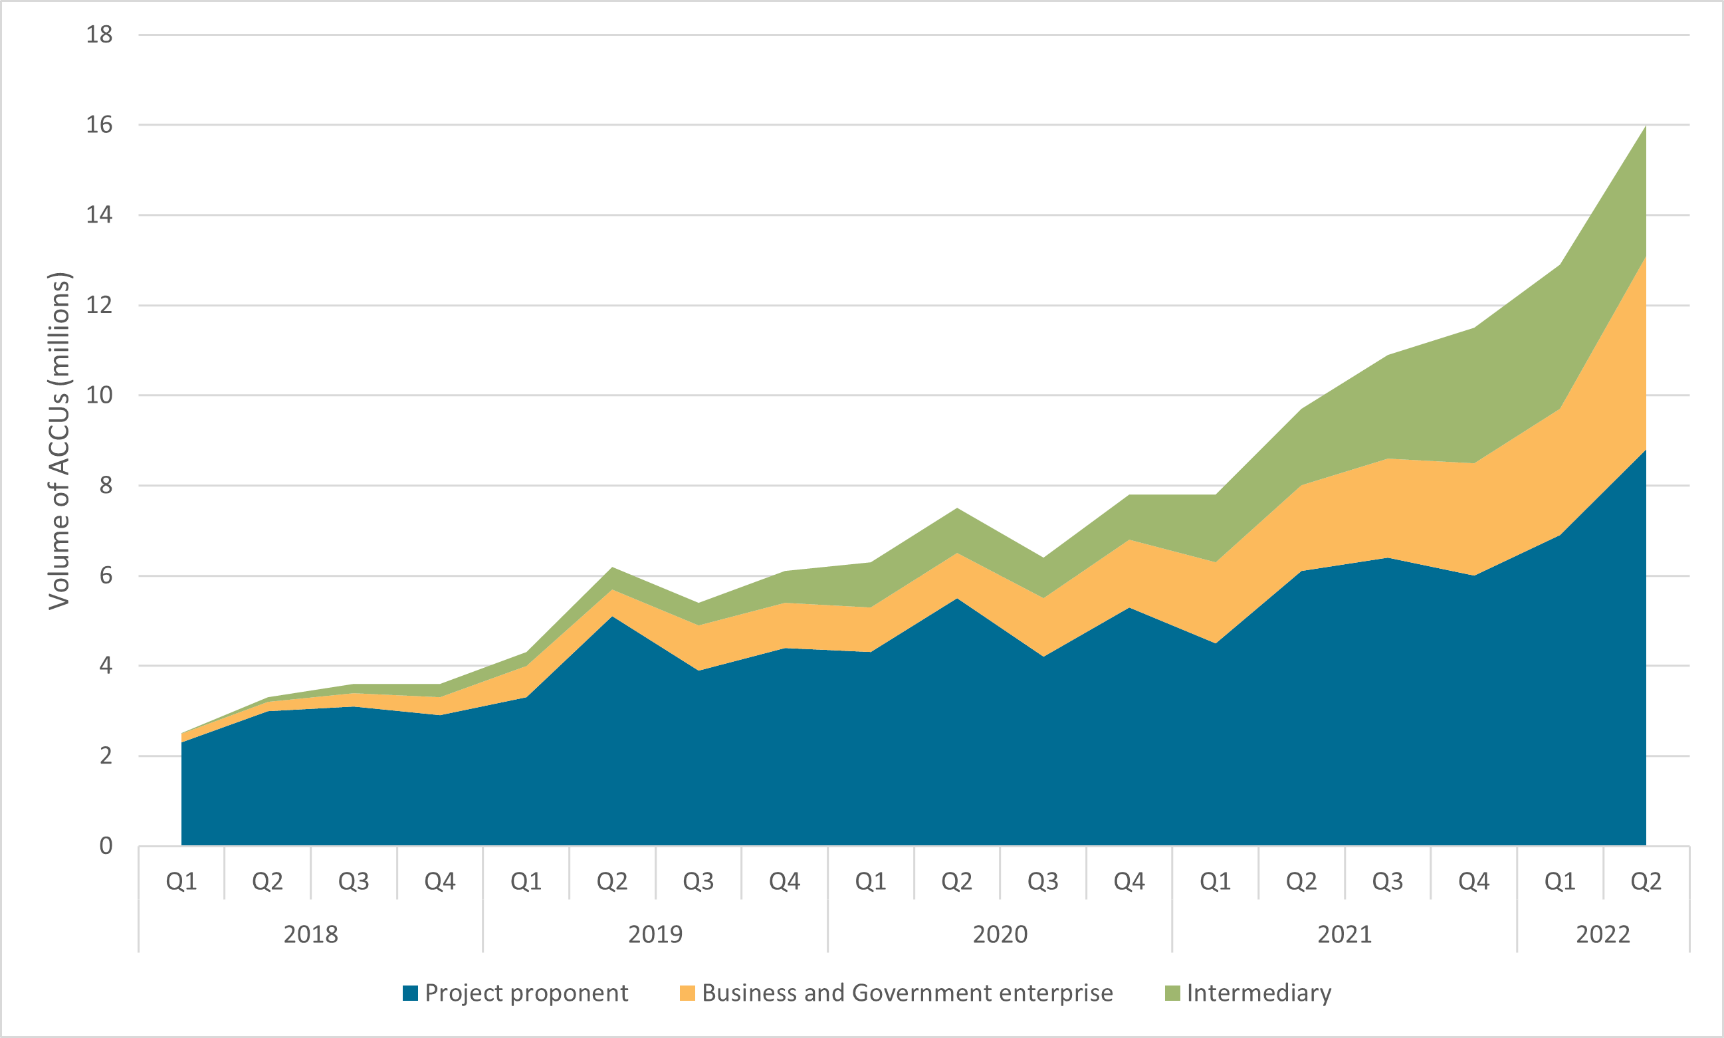 18
16
14
12
10
8
6
4
2
0
Volume of ACCUs (millions)
Q1 Q2 Q3 Q4 Q1 Q2 Q3 Q4 Q1 Q2 Q3 Q4 Q1 Q2 Q3 Q4 Q1 Q2
2018 2019 2020 2021 2022
Project proponent Business and Government enterprise Intermediary